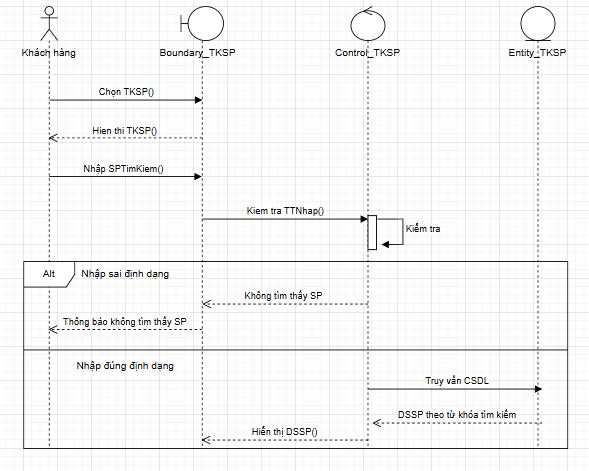 Khách hàng
Boundary_TKSP
Control_TKSP
Entity_TKSP
Chọn TKSP()
Hien thi TKSP()
Nhập SPTimKiem()
Kiem tra TTNhap()
Kiểm tra
Alt
Nhập sai định dạng
Không tìm thấy SP
Thông báo không tìm thấy SP
Nhập đúng định dạng
Truy vấn CSDL
DSSP theo từ khóa tìm kiếm
Hiển thị DSSP()